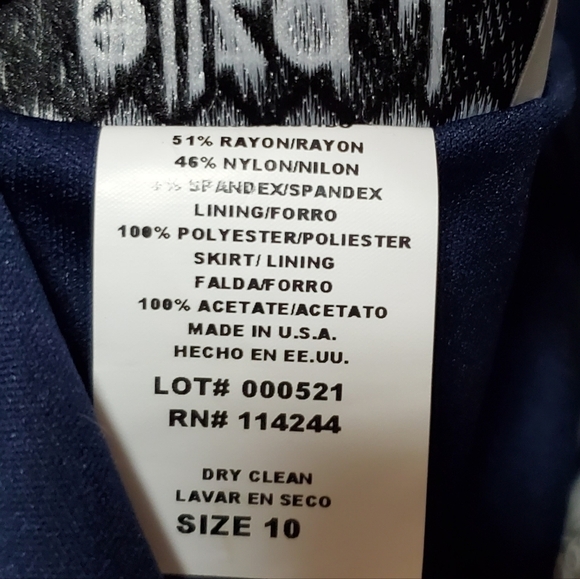 51% RAYON/RAYON
46% NYLON/NILON
SPANDEX/SPANDEX
LINING/FORRO
100% POLYESTER/POLIESTER
SKIRT/ LINING
FALDA/FORRO
100% ACETATE/ACETATO
MADE IN U.S.A.
HECHO EN EE.UU.
LOT# 000521
RN# 114244
DRY CLEAN
LAVAR EN SECO
SIZE 10